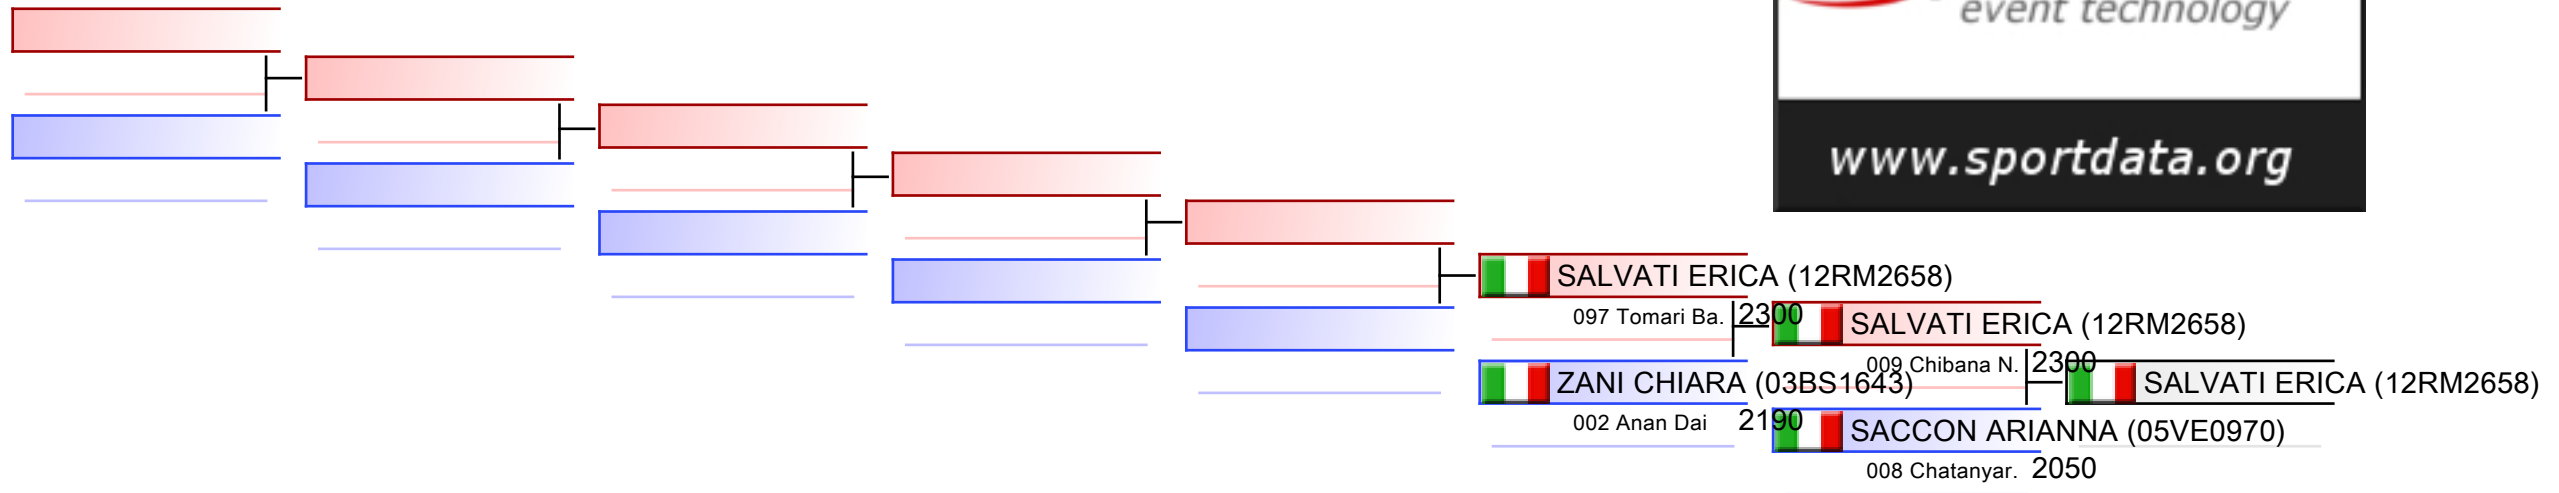 event technology
www.sportdata.org
SALVATI ERICA (12RM2658)
097 Tomari Ba. 2300
SALVATI ERICA (12RM2658)
009 Chibana N. 2300
ZANI CHIARA (03BS1643)
SALVATI ERICA (12RM2658)
002 Anan Dai 2190
SACCON ARIANNA (05VE0970)
008 Chatanyar. 2050